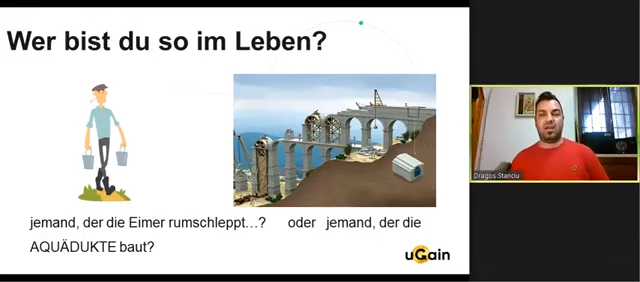 Wer bist du so im Leben?
jemand, der die Eimer rumschleppt...? oder jemand, der die
AQUÄDUKTE baut?
uGain
Dragos Stanciu